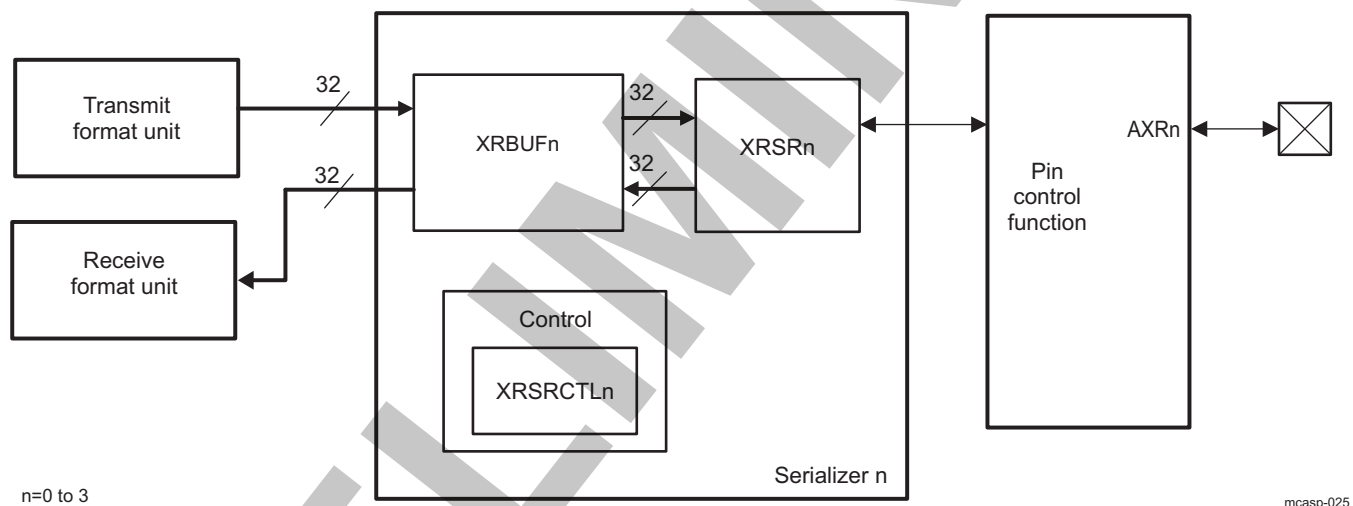 Transmit
format unit
32
32
Receive
format unit
XRBUFn
32
32
XRSRn
Control
XRSRCTLn
Serializer n
AXRn
Pin
control
function
n=0 to 3
mcasp-025